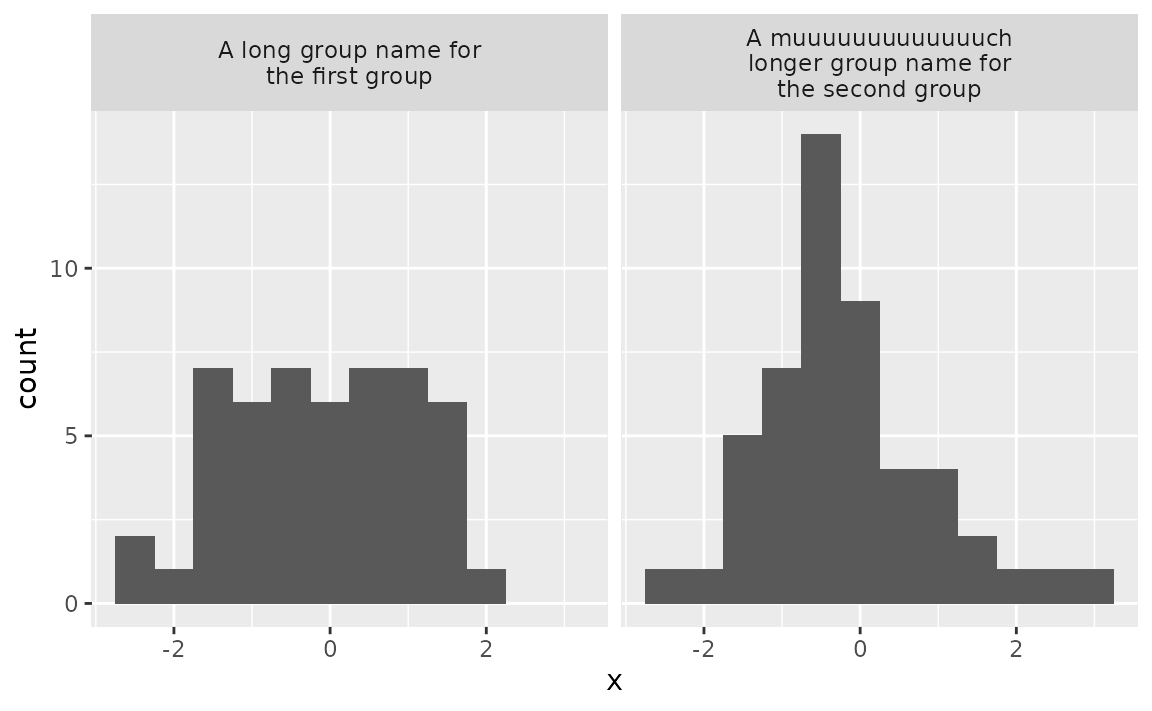 A long group name for
the first group
A muuuuuuuuuuuuuch
longer group name for
the second group
count
10
5
0
-2
0
2
-2
0
2
x